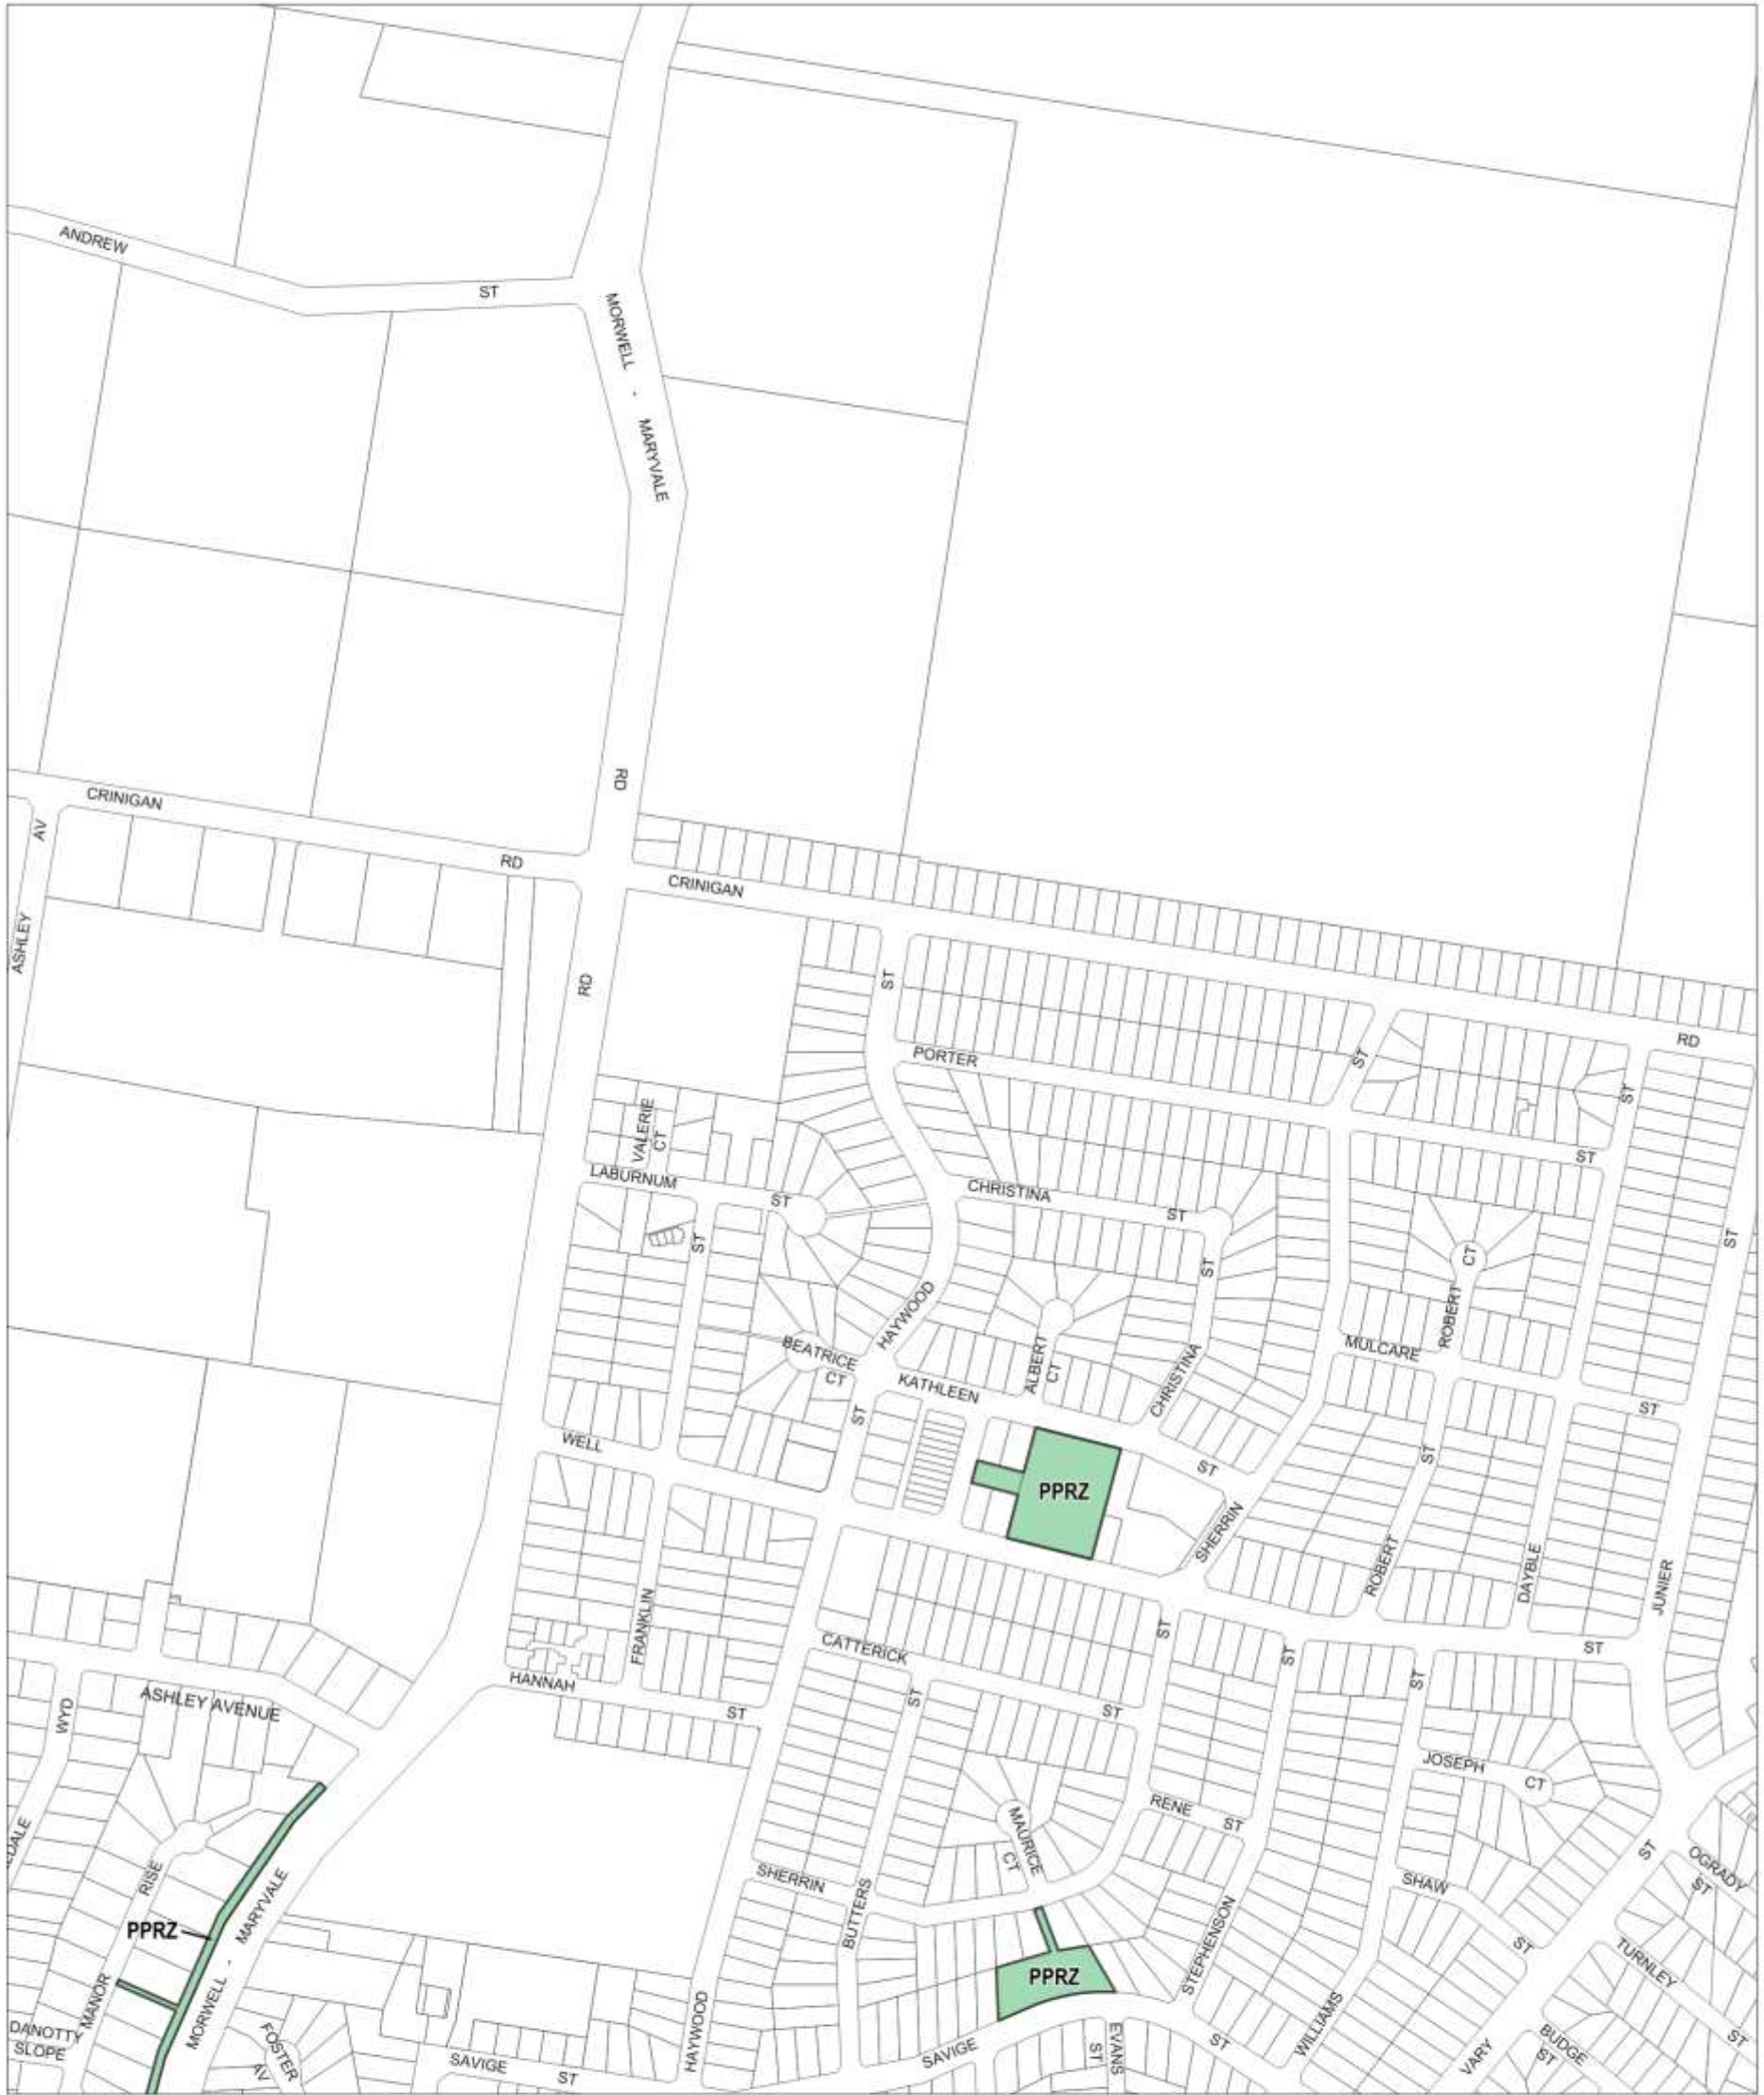 ANDREW
ST
MORWELL - MARYVALE
RD
CRINIGAN
RD
AV
ASHLEY
CRINIGAN
RD
RD
ST
PORTER
ST
ST
ST
VALERIE
CT
LABURNUM
ST
ST
CHRISTINA
ST
ST
ST
CT
ROBERT
HAYWOOD
BEATRICE
CT
KATHLEEN
ALBERT
CT
CHRISTINA
MULCARE
ST
ST
WELL
ST
ST
PPRZ
SHERRIN
ROBERT
DAYBLE
JUNIER
FRANKLIN
CATTERICK
ST
ST
ST
ST
HANNAH
ST
ST
ST
ASHLEY AVENUE
WYD
JOSEPH
CT
RENE
ST
MAURICE
CT
RISE
MARYVALE
PPRZ
SHERRIN
BUTTERS
SHAW
ST
ST
OGRADY
ST
STEPHENSON
TURNLEY
ST
PPRZ
MANOR
MORWELL -
DANOTTY
SLOPE
FOSTER
AV
SAVIGE
ST
HAYWOOD
SAVIGE
ST
EVANS
ST
WILLIAMS
VARY
BUDGE
ST